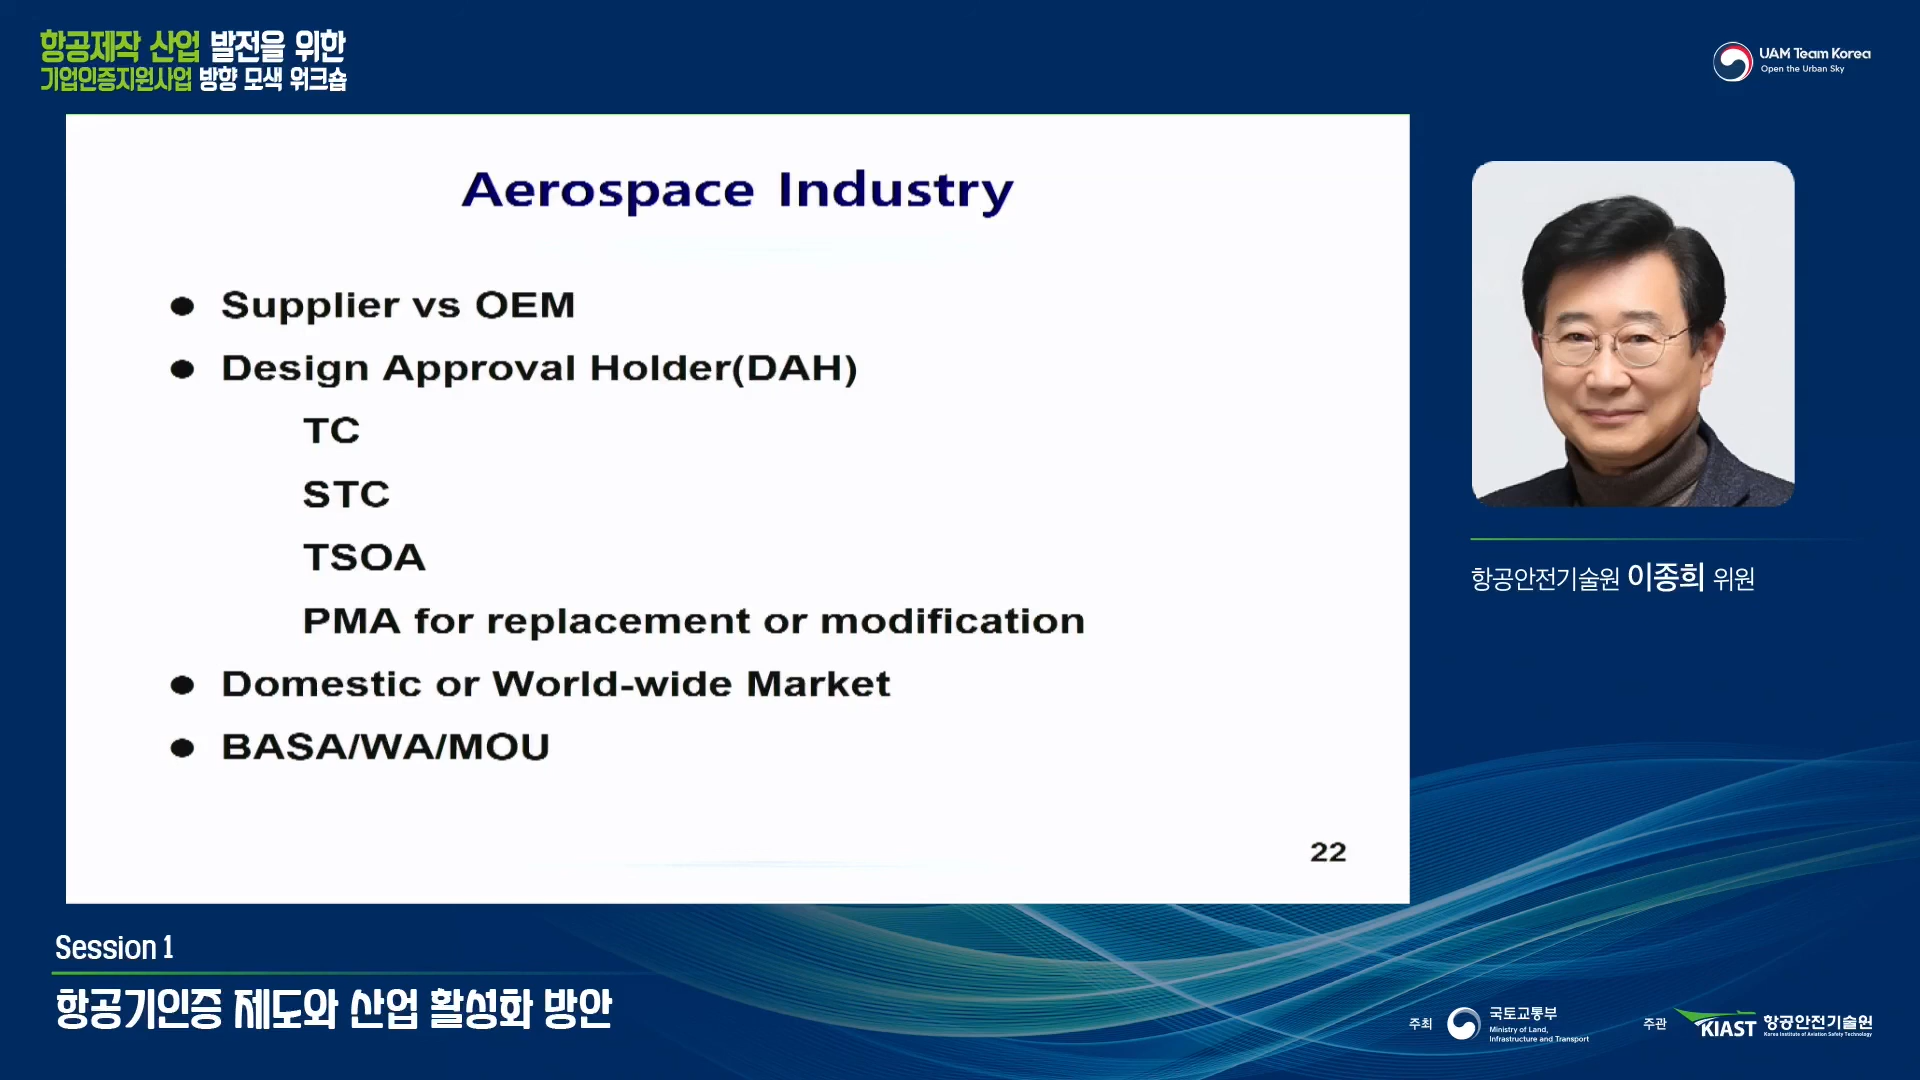 항공제작 산업 발전을 위한
기업인증지원사업 방향 모색 워크숍
UAM Team Korea
Open the Urban Sky
Aerospace Industry
● Supplier vs OEM
● Design Approval Holder(DAH)
TC
STC
TSOA
PMA for replacement or modification
● Domestic or World-wide Market
● BASA/WA/MOU
22
항공안전기술원 이종희 위원
Session 1
항공기인증 제도와 산업 활성화 방안
주최 국토교통부
Ministry of Land,
Infrastructure and Transport
주관 KIAST 항공안전기술원
Korea Institute of Aviation Safety Technology